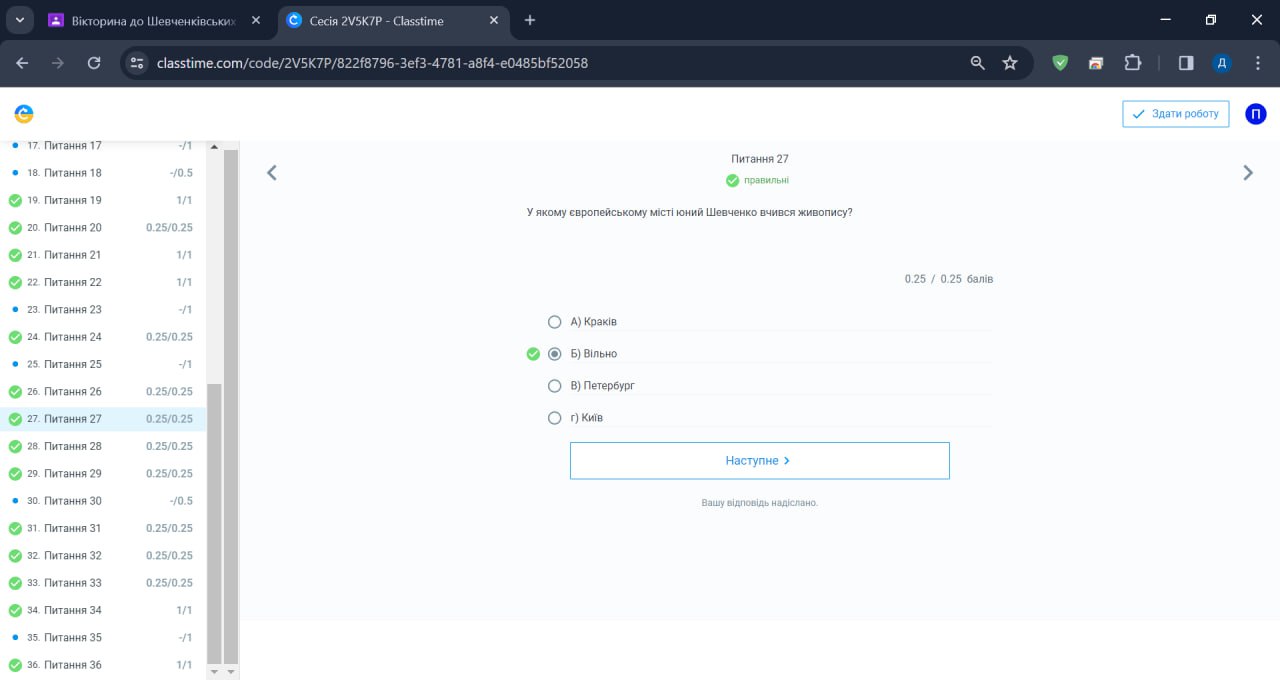 Вікторина до Шевченківських
Сесія 2V5K7P - Classtime
classtime.com/code/2V5K7P/822f8796-3ef3-4781-a8f4-e0485bf52058
Д
Здати роботу
П
17. Питання 17 -/1
18. Питання 18 -/0.5
19. Питання 19 1/1
20. Питання 20 0.25/0.25
21. Питання 21 1/1
22. Питання 22 1/1
23. Питання 23 -/1
24. Питання 24 0.25/0.25
25. Питання 25 -/1
26. Питання 26 0.25/0.25
27. Питання 27 0.25/0.25
28. Питання 28 0.25/0.25
29. Питання 29 0.25/0.25
30. Питання 30 -/0.5
31. Питання 31 0.25/0.25
32. Питання 32 0.25/0.25
33. Питання 33 0.25/0.25
34. Питання 34 1/1
35. Питання 35 -/1
36. Питання 36 1/1
Питання 27
правильні
У якому європейському місті юний Шевченко вчився живопису?
0.25 / 0.25 балів
А) Краків
Б) Вільно
В) Петербург
г) Київ
Наступне
Вашу відповідь надіслано.